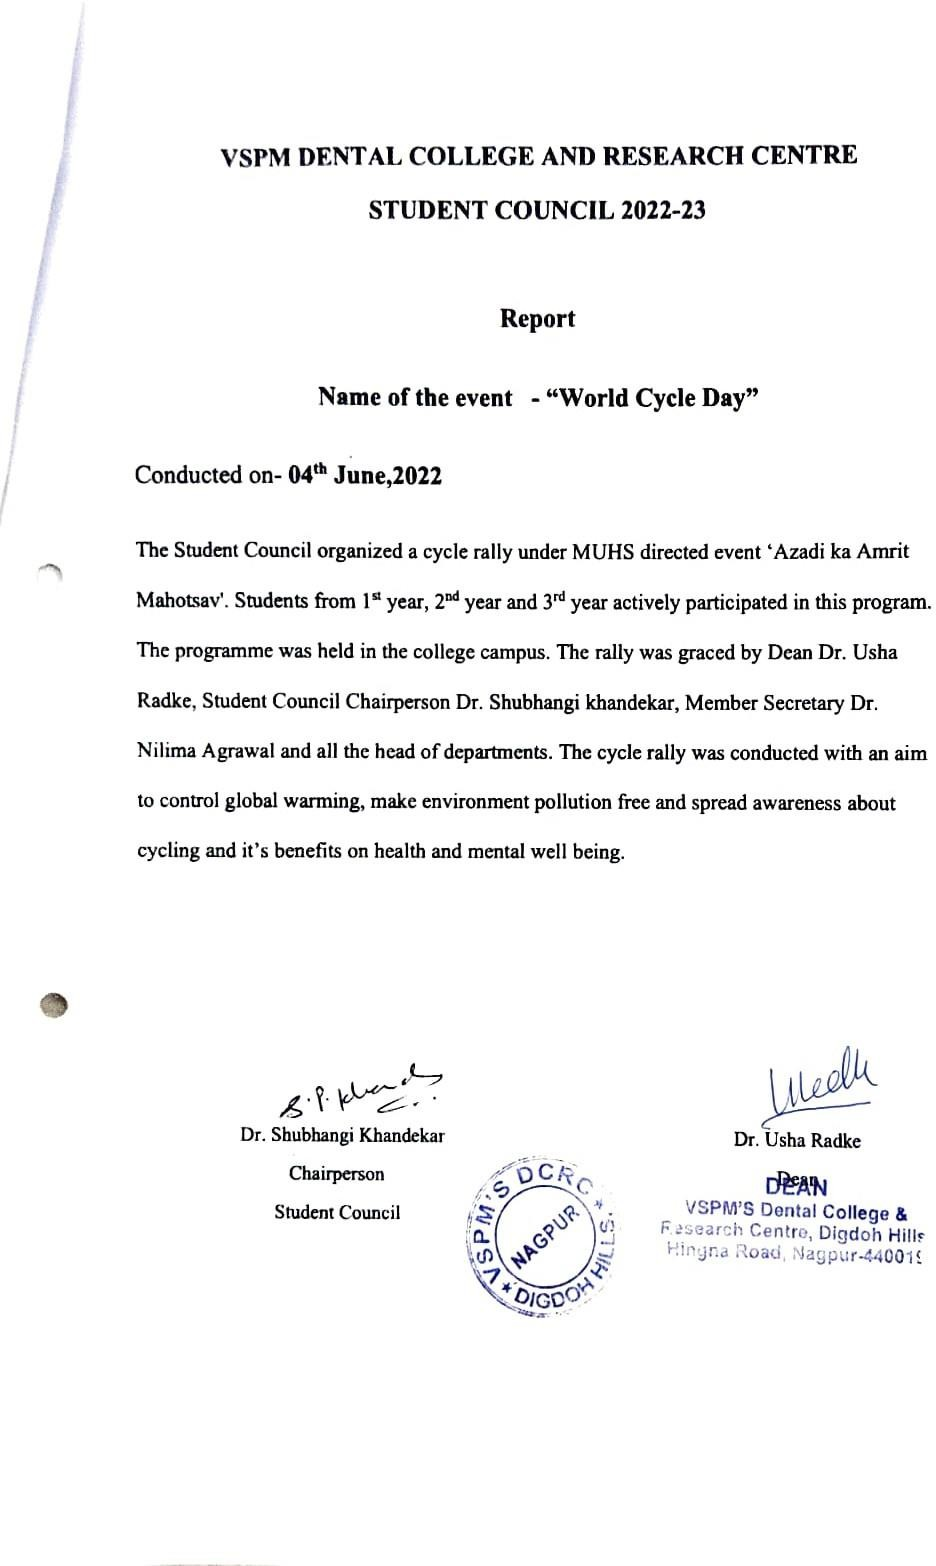 VSPM DENTAL COLLEGE AND RESEARCH CENTRE
STUDENT COUNCIL 2022-23
Report
Name of the event - “World Cycle Day”
Conducted on- 04th June,2022
The Student Council organized a cycle rally under MUHS directed event ‘Azadi ka Amrit
Mahotsav'. Students from 1st year, 2nd year and 3rd year actively participated in this program.
The programme was held in the college campus. The rally was graced by Dean Dr. Usha
Radke, Student Council Chairperson Dr. Shubhangi khandekar, Member Secretary Dr.
Nilima Agrawal and all the head of departments. The cycle rally was conducted with an aim
to control global warming, make environment pollution free and spread awareness about
cycling and it’s benefits on health and mental well being.
Dr. Shubhangi Khandekar
Chairperson
Student Council
VSPM'S DCRC * DIGDOH HILLS. *
NAGPUR
Dr. Usha Radke
Dean
DEAN
VSPM'S Dental College &
Research Centre, Digdoh Hills
Hingna Road, Nagpur-440019